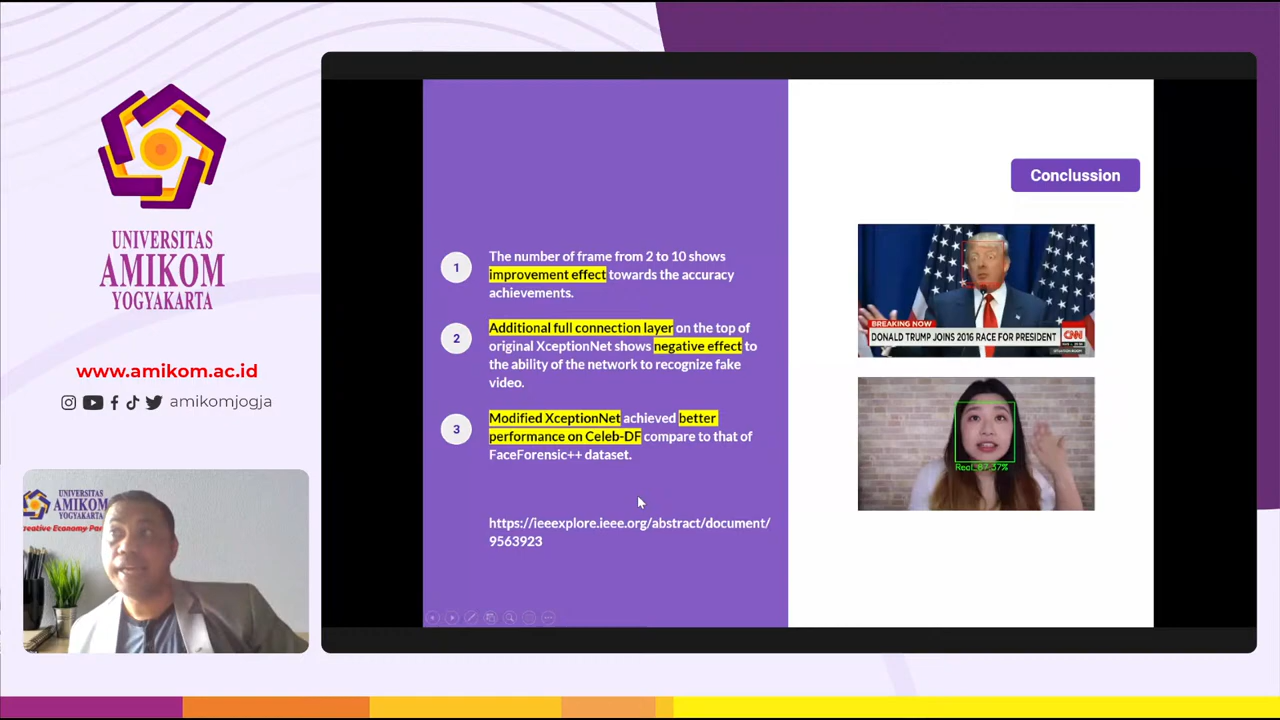 UNIVERSITAS
AMIKOM
YOGYAKARTA
www.amikom.ac.id
amikomjogja
Conclussion
1
The number of frame from 2 to 10 shows
improvement effect towards the accuracy
achievements.
2
Additional full connection layer on the top of
original XceptionNet shows negative effect to
the ability of the network to recognize fake
video.
3
Modified XceptionNet achieved better
performance on Celeb-DF compare to that of
FaceForensic++ dataset.
https://ieeexplore.ieee.org/abstract/document/
9563923
BREAKING NOW
DONALD TRUMP JOINS 2016 RACE FOR PRESIDENT
CNN
UNIVERSITAS
AMIKOM
YOGYAKARTA